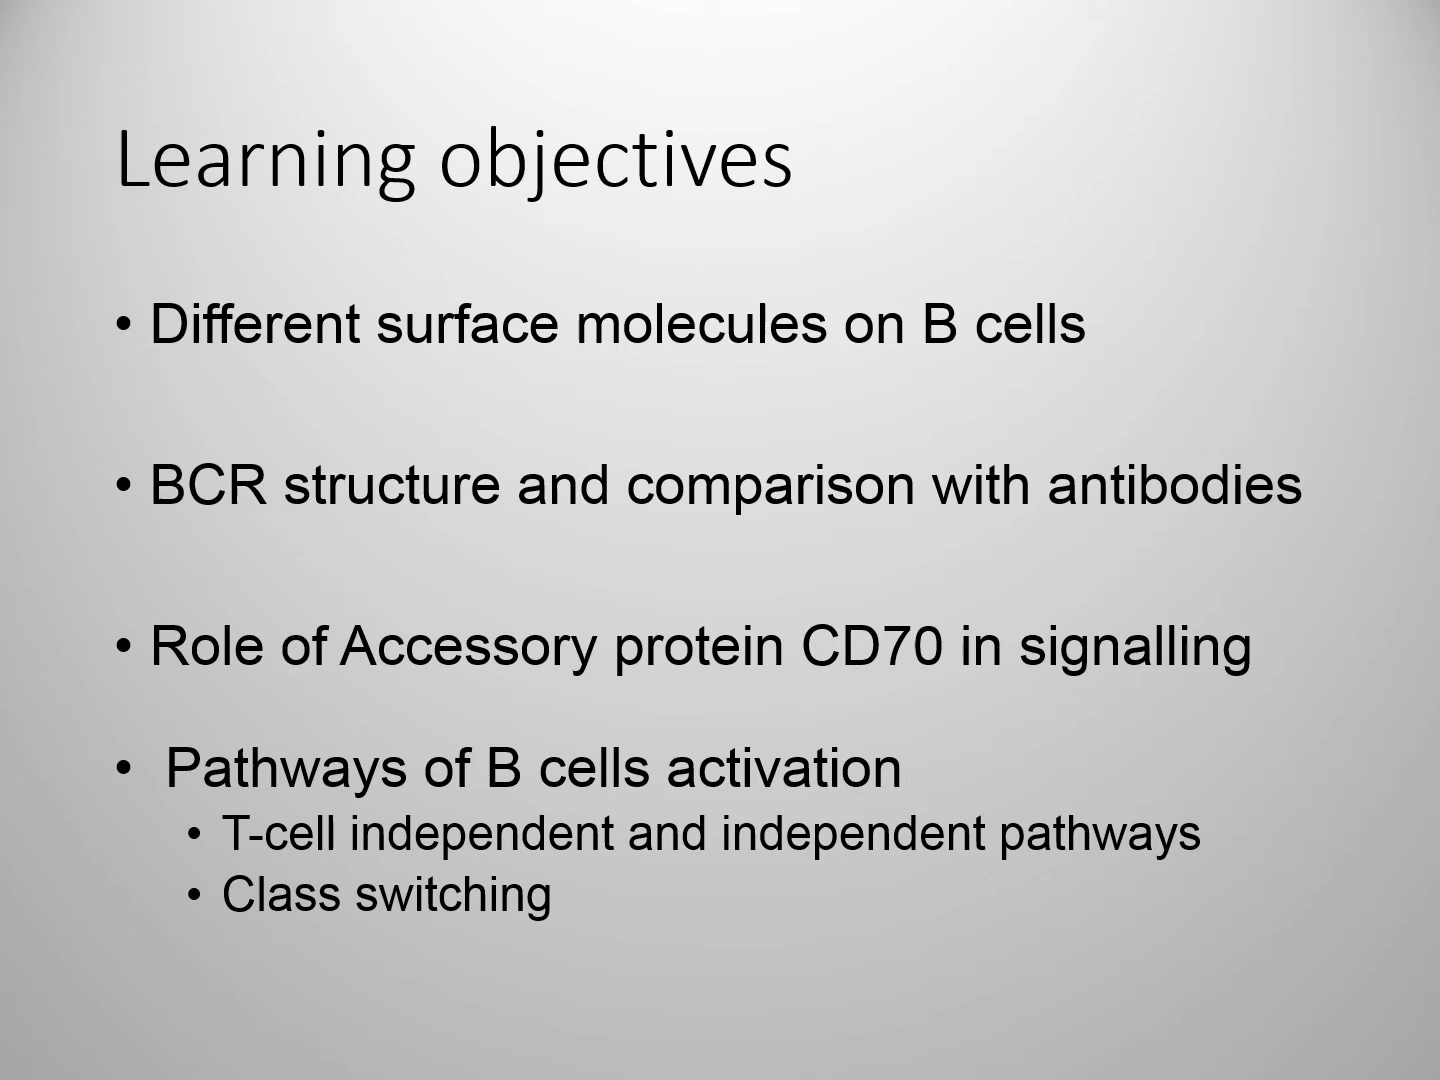 Learning objectives
• Different surface molecules on B cells
• BCR structure and comparison with antibodies
• Role of Accessory protein CD70 in signalling
• Pathways of B cells activation
• T-cell independent and independent pathways
• Class switching